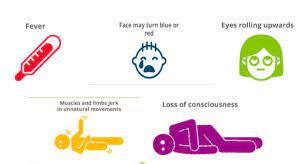 Fever
Face may turn blue or
red
Eyes rolling upwards
Muscles and limbs jerk
in unnatural movements
Loss of consciousness